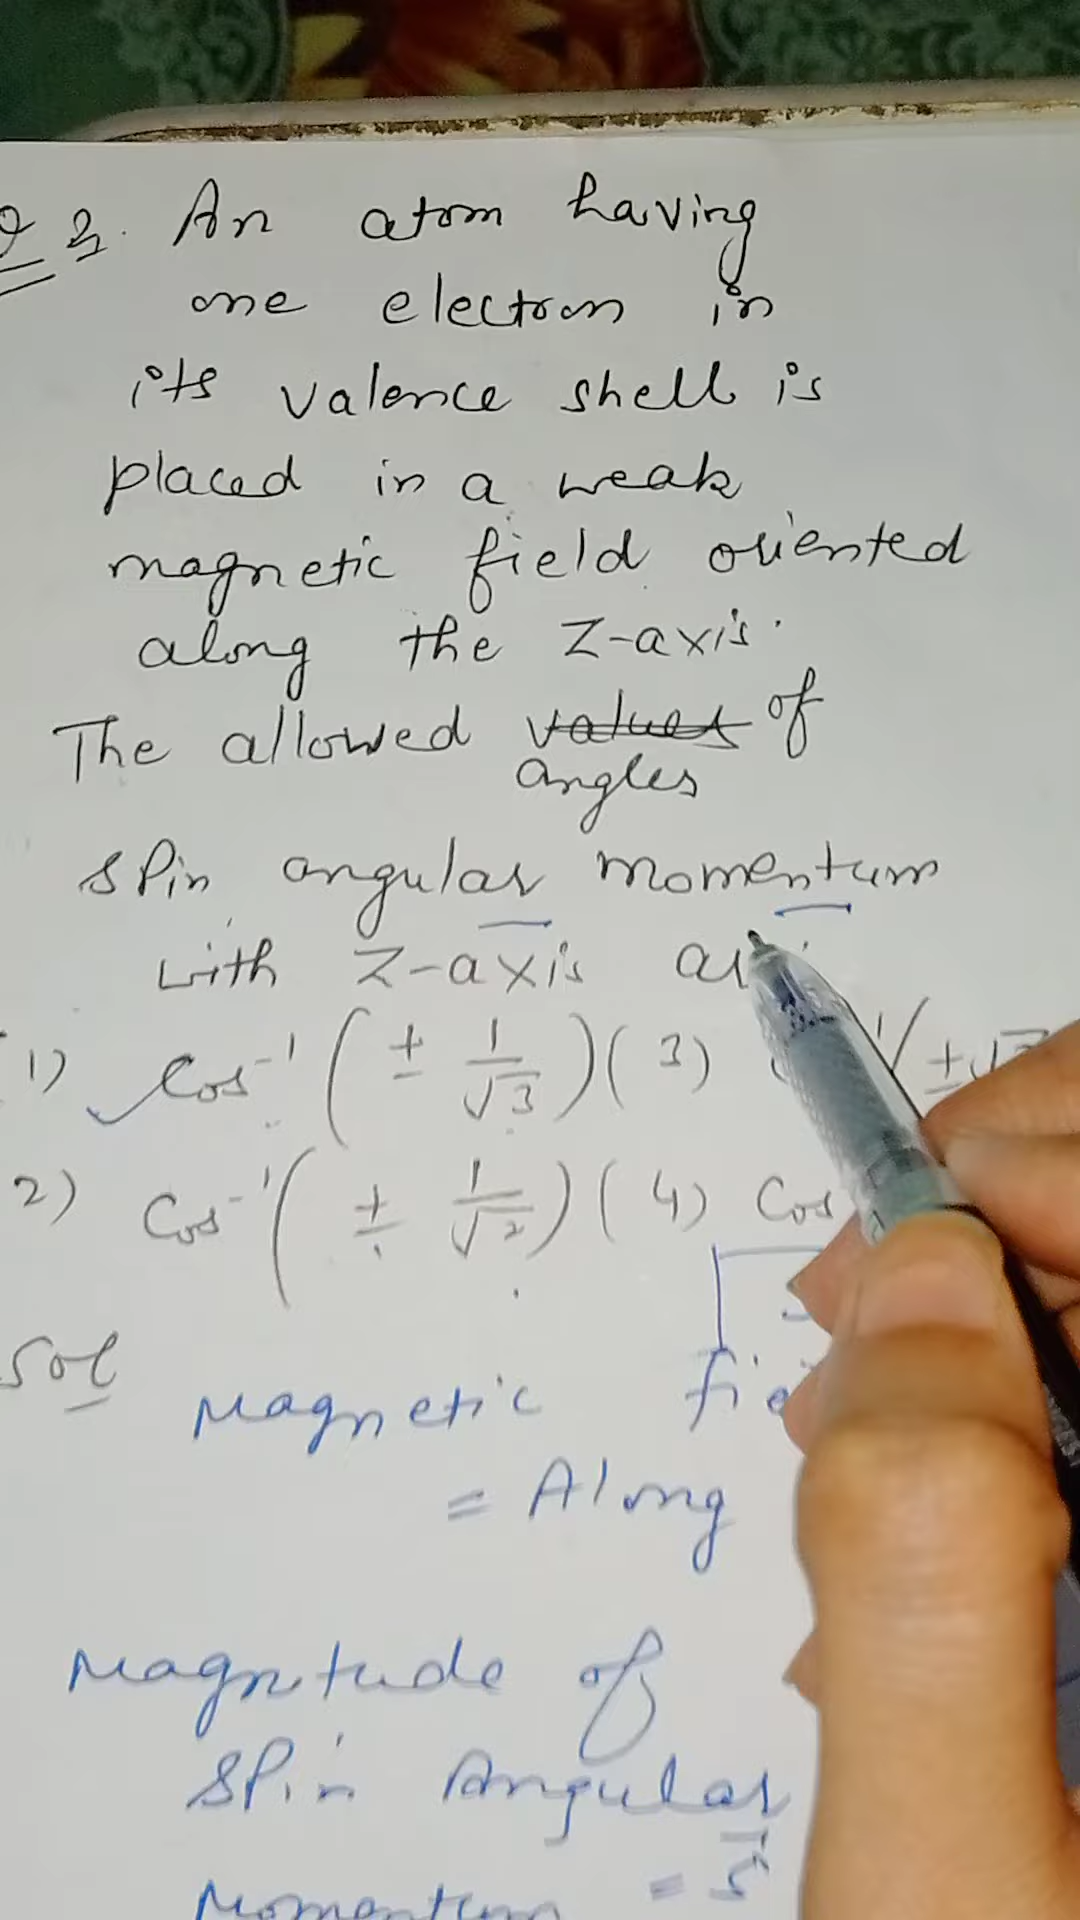 Q 3. An atom having
one electron in
its valence shell is
placed in a weak
magnetic field oriented
along the Z-axis.
The allowed values of
angles
spin angular momentum
with Z-axis
1) Cos⁻¹ ( ± 1/√3 ) (3)
2) Cos⁻¹ ( ± 1/√2 ) (4) Cos
Sol
Magnetic
= Along
Magnitude of
Spin Angular
Momentum = S